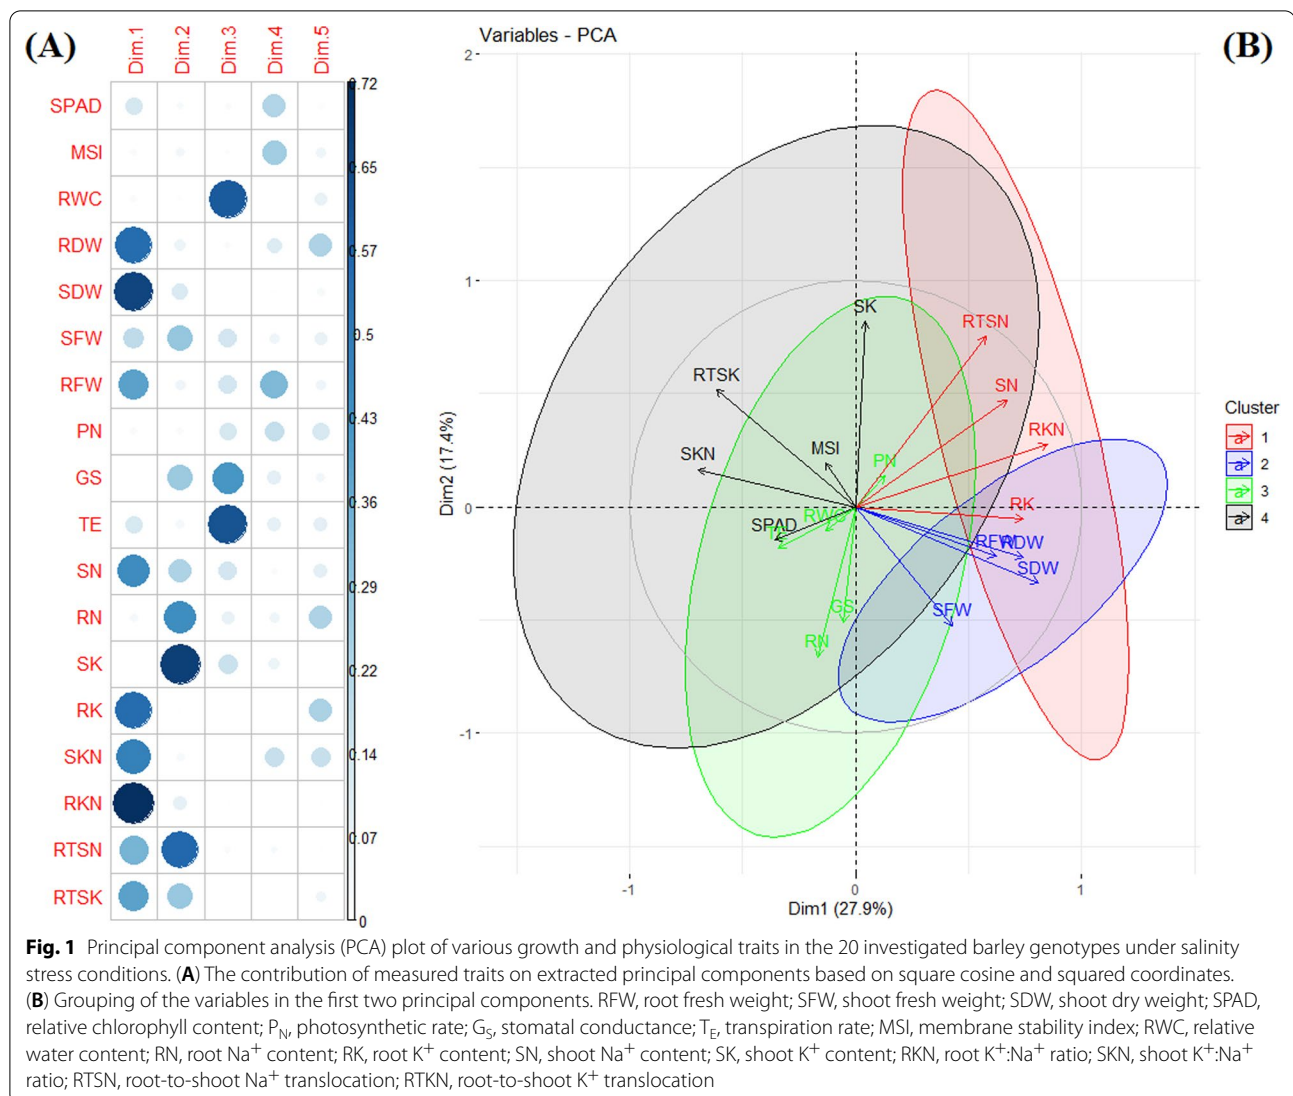 (A)
Dim.1 Dim.2 Dim.3 Dim.4 Dim.5
SPAD
MSI
RWC
RDW
SDW
SFW
RFW
PN
GS
TE
SN
RN
SK
RK
SKN
RKN
RTSN
RTSK
0.72
0.65
0.57
0.5
0.43
0.36
0.29
0.22
0.14
0.07
0
Variables - PCA
(B)
2
1
0
-1
Dim2 (17.4%)
SK
RTSN
RTSK
SN
RKN
SKN
MSI
PN
RK
RWC
SPAD
TE
RFW
RDW
SDW
GS
SFW
RN
-1 0 1
Dim1 (27.9%)
Cluster
a 1
a 2
a 3
a 4
Fig. 1 Principal component analysis (PCA) plot of various growth and physiological traits in the 20 investigated barley genotypes under salinity
stress conditions. (A) The contribution of measured traits on extracted principal components based on square cosine and squared coordinates.
(B) Grouping of the variables in the first two principal components. RFW, root fresh weight; SFW, shoot fresh weight; SDW, shoot dry weight; SPAD,
relative chlorophyll content; PN, photosynthetic rate; GS, stomatal conductance; TE, transpiration rate; MSI, membrane stability index; RWC, relative
water content; RN, root Na+ content; RK, root K+ content; SN, shoot Na+ content; SK, shoot K+ content; RKN, root K+:Na+ ratio; SKN, shoot K+:Na+
ratio; RTSN, root-to-shoot Na+ translocation; RTKN, root-to-shoot K+ translocation